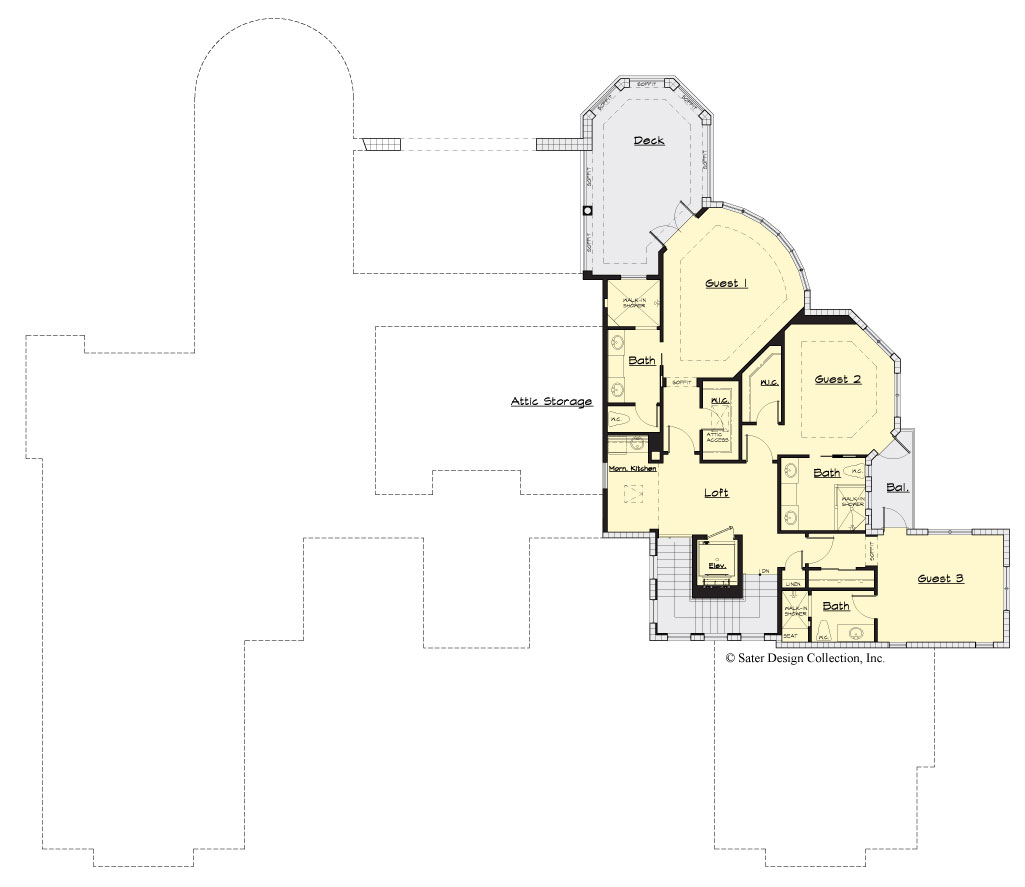 SOFFIT
SOFFIT
SOFFIT
Deck
SOFFIT
SOFFIT
SOFFIT
Guest 1
WALK-IN
SHOWER
Bath
SOFFIT
W.I.C.
W.I.C.
Guest 2
Attic Storage
W.C.
ATTIC
ACCESS
Morn. Kitchen
Loft
Bath
W.C.
WALK-IN
SHOWER
Bal.
Elev.
DN
SOFFIT
LINEN
Guest 3
WALK-IN
SHOWER
Bath
SEAT
W.C.
© Sater Design Collection, Inc.